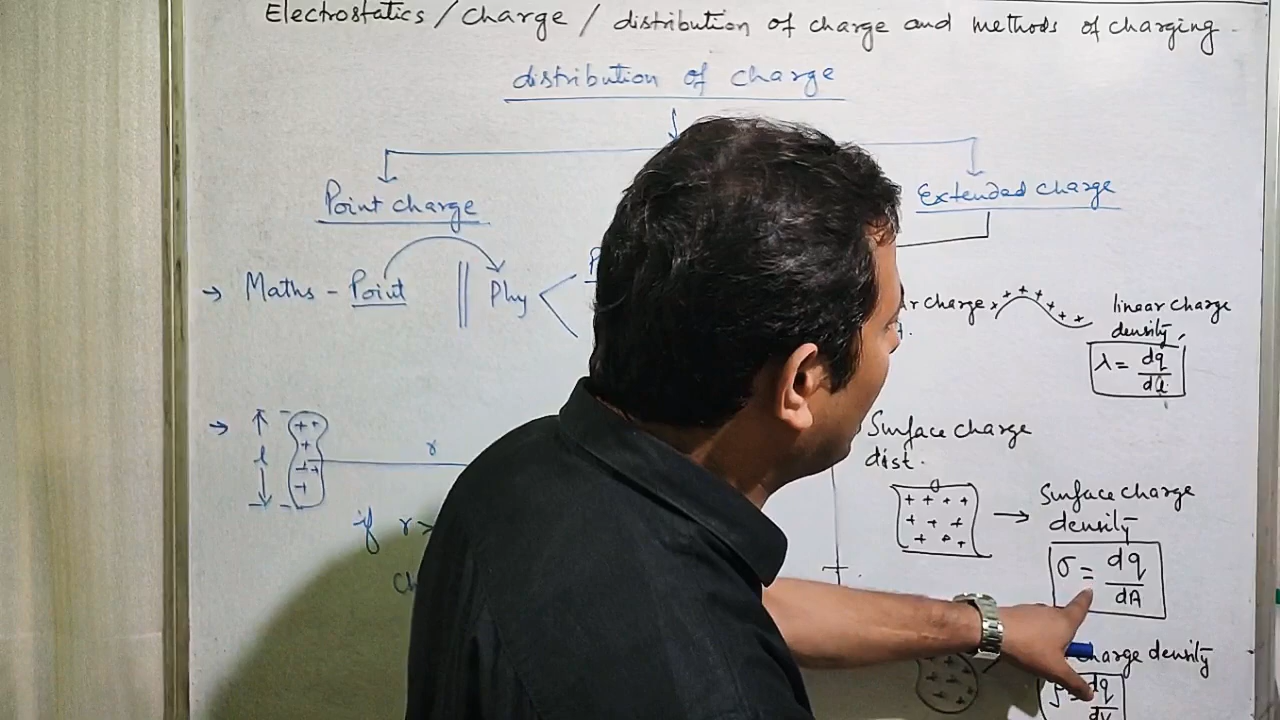 Electrostatics / charge / distribution of charge and methods of charging.
distribution of charge
Point charge
Extended charge
→ Maths - Point
Phy
charge
linear charge
density,
λ = dq
dl
→ l
++
+
++
+
r
if r >
Surface charge
dist.
++++
+++
+++
→ Surface charge
density
σ = dq
dA
charge density
ρ = dq
dV